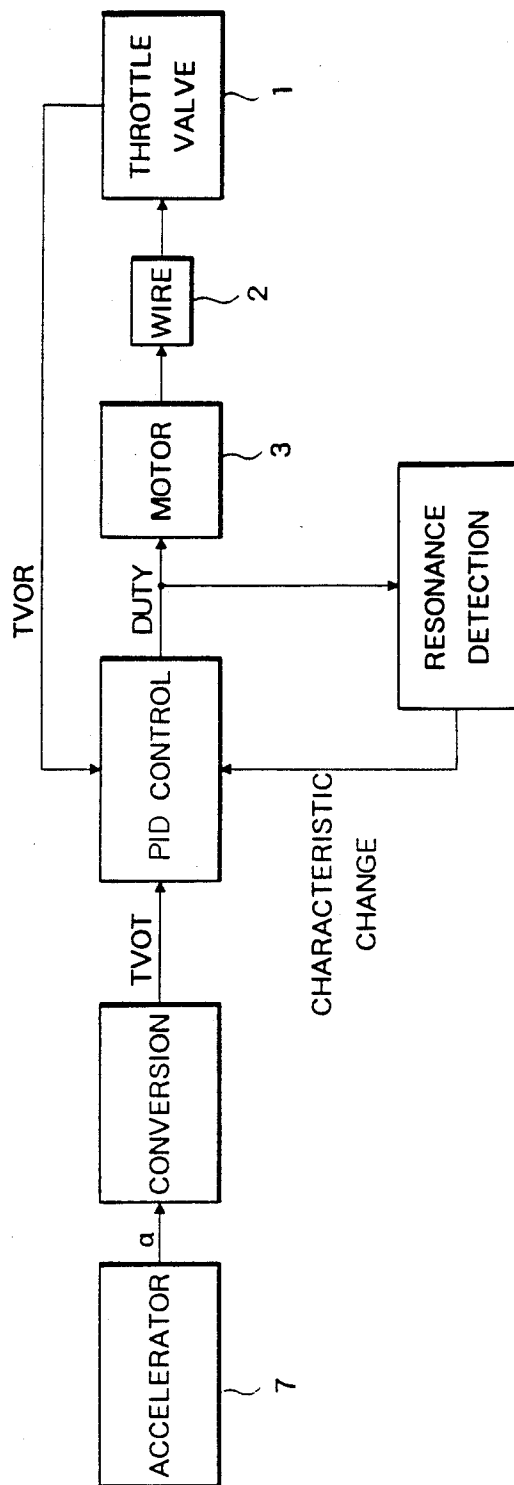 TVOR
ACCELERATOR
7
α
CONVERSION
TVOT
PID CONTROL
DUTY
MOTOR
3
WIRE
2
THROTTLE
VALVE
1
CHARACTERISTIC
CHANGE
RESONANCE
DETECTION